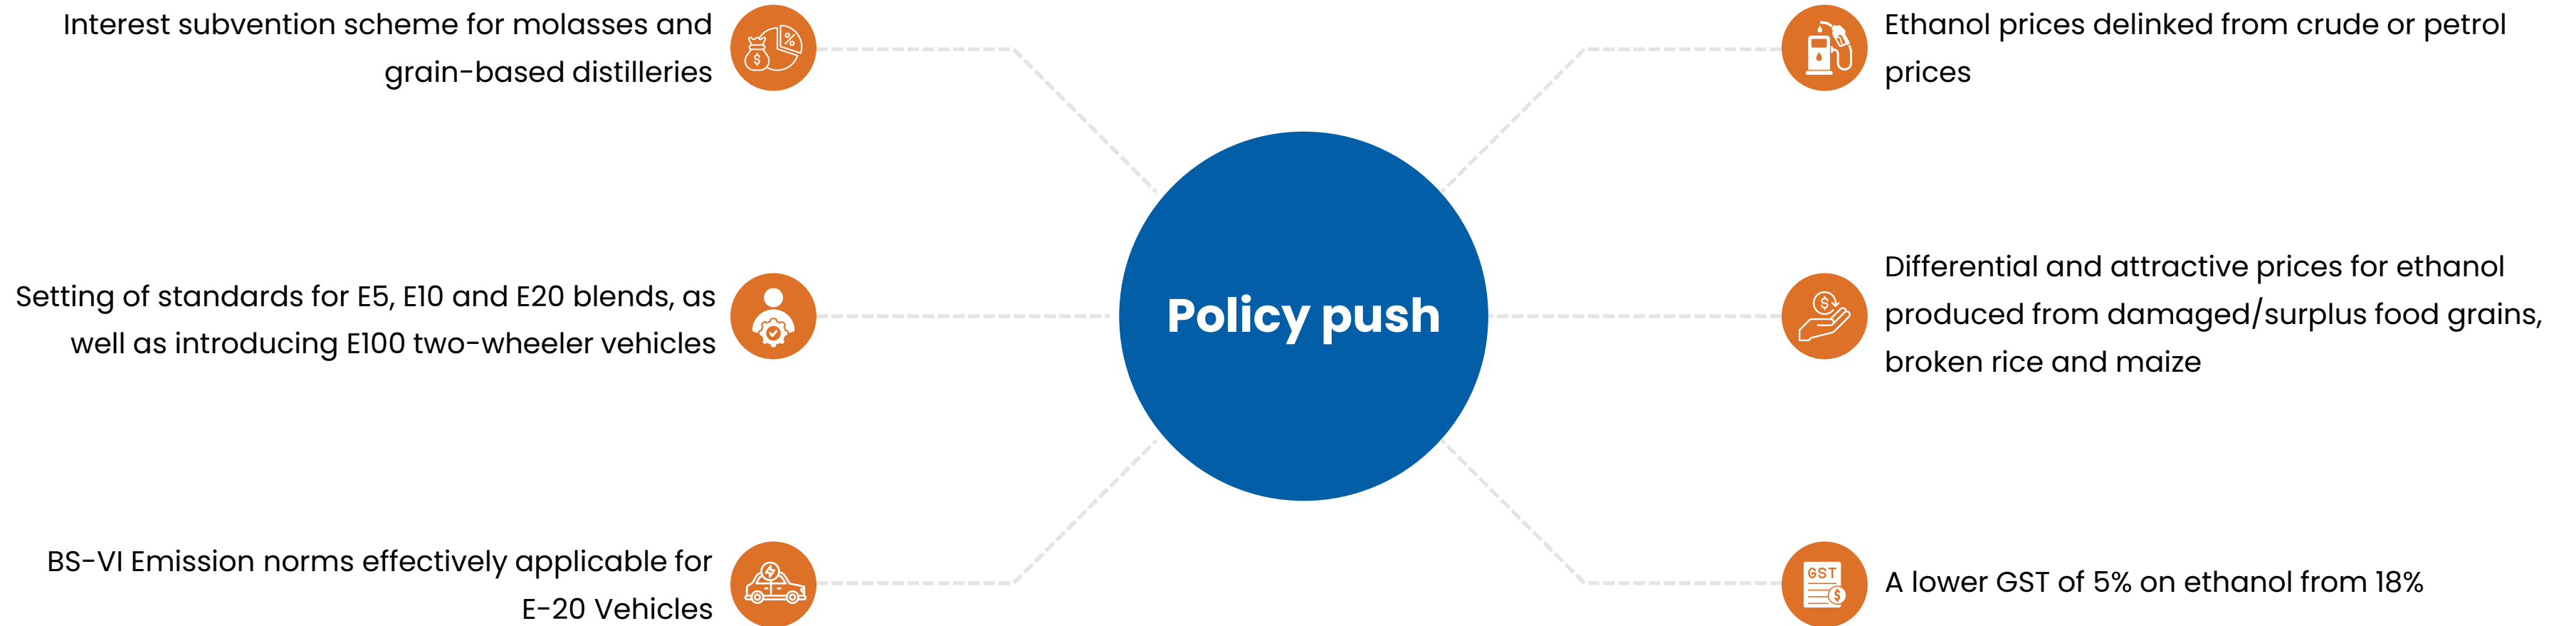 Interest subvention scheme for molasses and
grain-based distilleries
Setting of standards for E5, E10 and E20 blends, as
well as introducing E100 two-wheeler vehicles
BS-VI Emission norms effectively applicable for
E-20 Vehicles
Policy push
Ethanol prices delinked from crude or petrol
prices
Differential and attractive prices for ethanol
produced from damaged/surplus food grains,
broken rice and maize
GST
A lower GST of 5% on ethanol from 18%